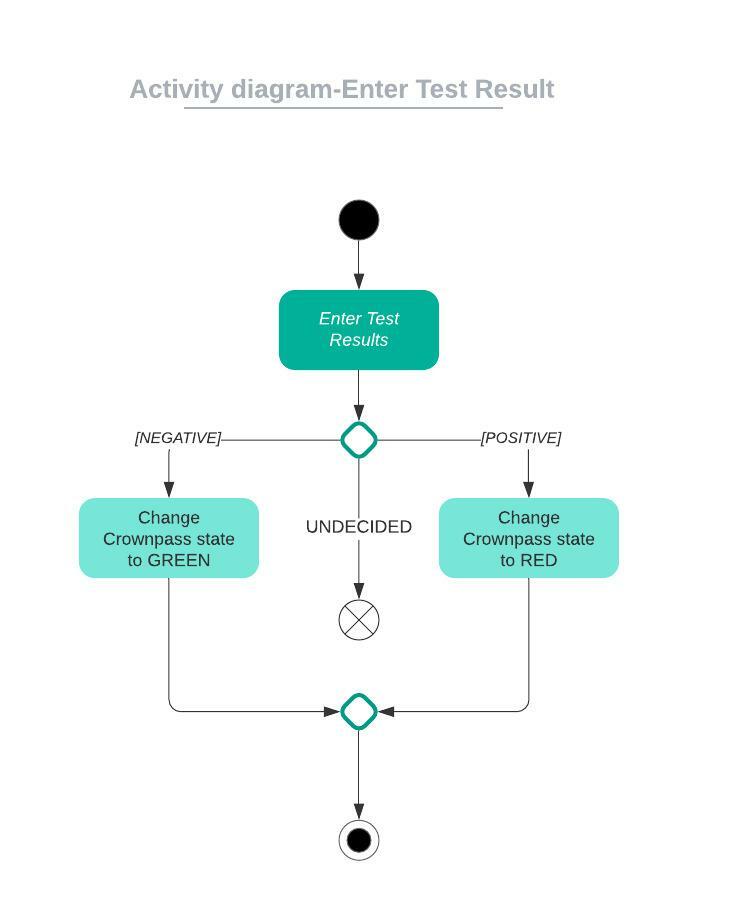 Activity diagram-Enter Test Result
Enter Test
Results
[NEGATIVE]
[POSITIVE]
Change
Crownpass state
to GREEN
UNDECIDED
Change
Crownpass state
to RED